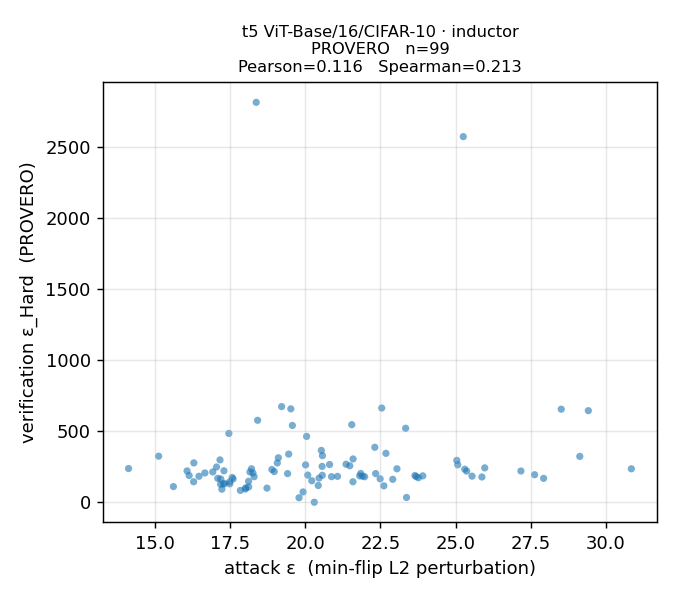 t5 ViT-Base/16/CIFAR-10 · inductor
PROVERO n=99
Pearson=0.116 Spearman=0.213
2500
2000
1500
1000
500
0
verification ε_Hard (PROVERO)
15.0 17.5 20.0 22.5 25.0 27.5 30.0
attack ε (min-flip L2 perturbation)